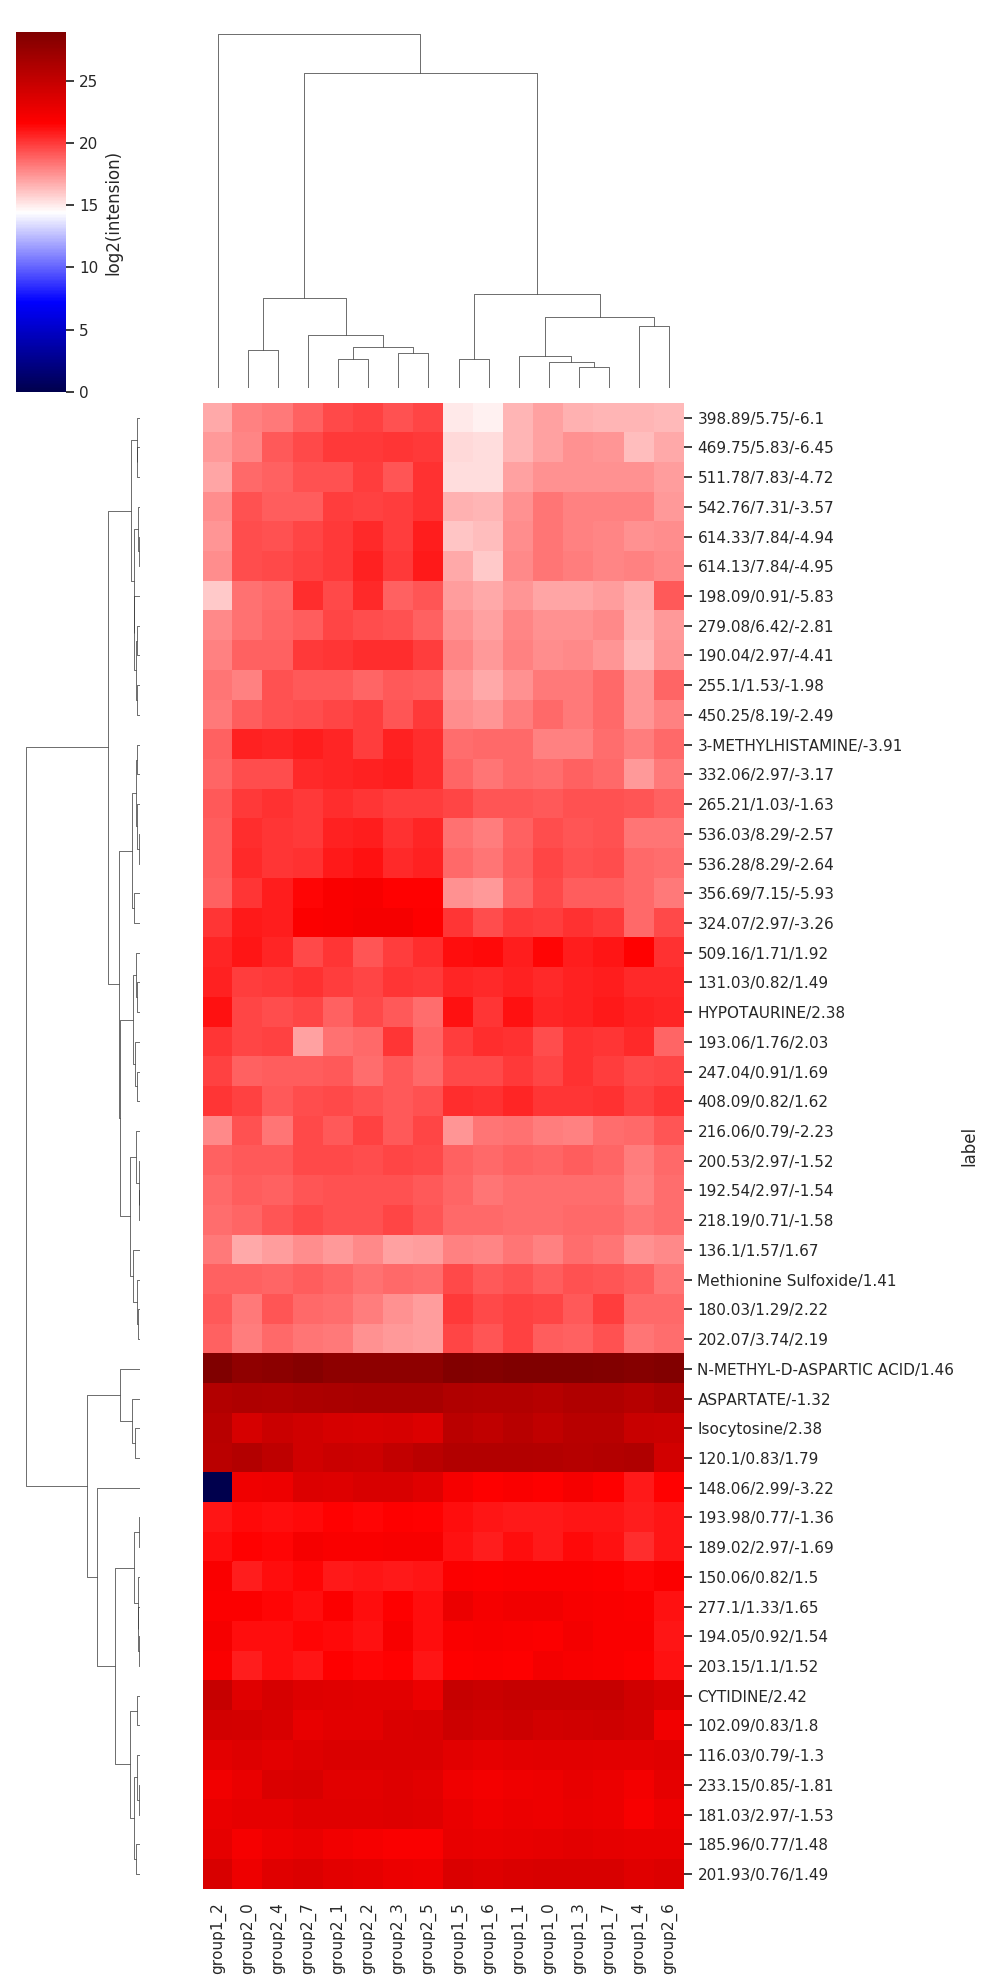 25
20
15
10
5
0
log2(intension)
398.89/5.75/-6.1
469.75/5.83/-6.45
511.78/7.83/-4.72
542.76/7.31/-3.57
614.33/7.84/-4.94
614.13/7.84/-4.95
198.09/0.91/-5.83
279.08/6.42/-2.81
190.04/2.97/-4.41
255.1/1.53/-1.98
450.25/8.19/-2.49
3-METHYLHISTAMINE/-3.91
332.06/2.97/-3.17
265.21/1.03/-1.63
536.03/8.29/-2.57
536.28/8.29/-2.64
356.69/7.15/-5.93
324.07/2.97/-3.26
509.16/1.71/1.92
131.03/0.82/1.49
HYPOTAURINE/2.38
193.06/1.76/2.03
247.04/0.91/1.69
408.09/0.82/1.62
216.06/0.79/-2.23
200.53/2.97/-1.52
192.54/2.97/-1.54
218.19/0.71/-1.58
136.1/1.57/1.67
Methionine Sulfoxide/1.41
180.03/1.29/2.22
202.07/3.74/2.19
N-METHYL-D-ASPARTIC ACID/1.46
ASPARTATE/-1.32
Isocytosine/2.38
120.1/0.83/1.79
148.06/2.99/-3.22
193.98/0.77/-1.36
189.02/2.97/-1.69
150.06/0.82/1.5
277.1/1.33/1.65
194.05/0.92/1.54
203.15/1.1/1.52
CYTIDINE/2.42
102.09/0.83/1.8
116.03/0.79/-1.3
233.15/0.85/-1.81
181.03/2.97/-1.53
185.96/0.77/1.48
201.93/0.76/1.49
label
group1_2
group2_0
group2_4
group2_7
group2_1
group2_2
group2_3
group2_5
group1_5
group1_6
group1_1
group1_0
group1_3
group1_7
group1_4
group2_6